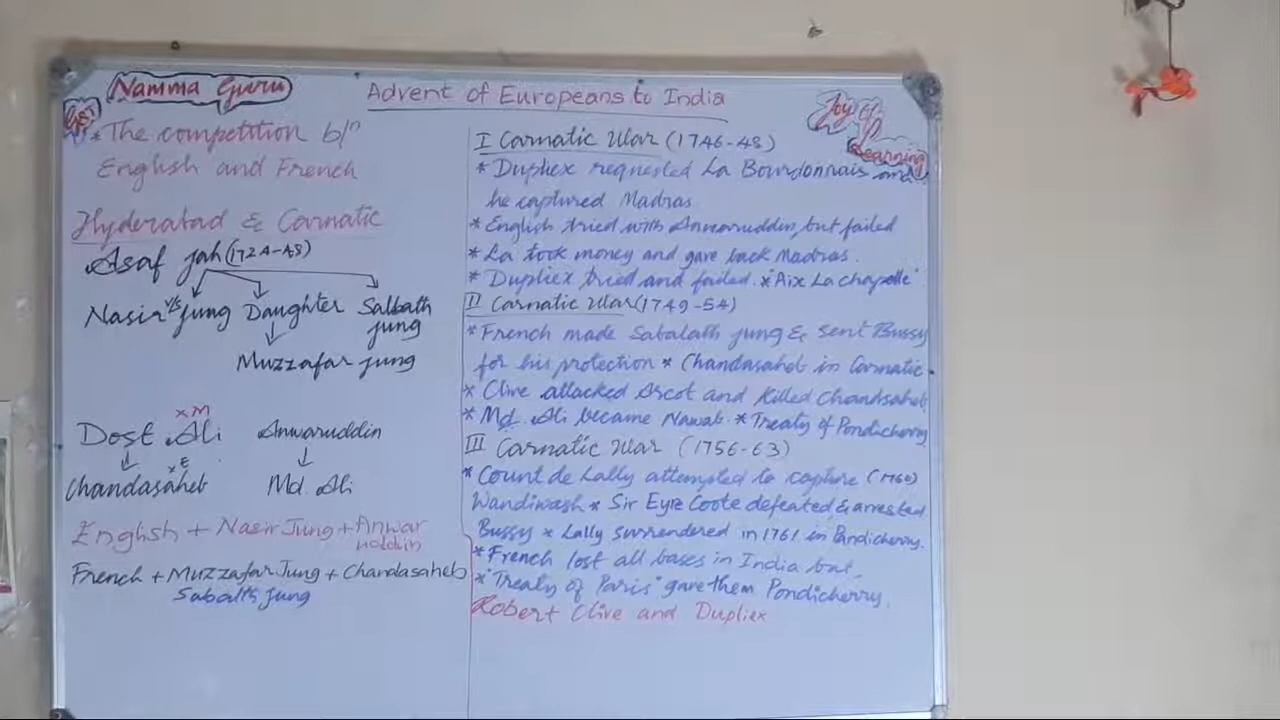 Namma Guru
Advent of Europeans to India
Joy of
Learning
GBT
*The competition b/n
English and French
Hyderabad & Carnatic
Asaf jah (1724-48)
Nasir Jung v/s Daughter Salbath
jung
Muzzafar jung
x M
Dost Ali Anwaruddin
x E
Chandasaheb Md. Ali
English + Nasir Jung + Anwar
uddin
French + Muzzafar Jung + Chandasaheb
Sabalth Jung
I Carnatic War (1746-48)
* Duplex requested La Bourdonnais and
he captured Madras
* English tried with Anwaruddin, but failed
* La took money and gave back Madras.
* Dupliex tried and failed. * "Aix La chapelle"
II Carnatic War (1749-54)
* French made Sabalath jung & sent Bussy
for his protection * Chandasaheb in Carnatic
* Clive attacked Arcot and killed Chandsaheb
* Md. Ali became Nawab. * Treaty of Pondicherry
III Carnatic War (1756-63)
* Count de Lally attempted to capture (1760)
Wandiwash * Sir Eyre Coote defeated & arrested
Bussy * Lally surrendered in 1761 in Pondicherry.
* French lost all bases in India but,
* "Treaty of Paris" gave them Pondicherry.
Robert Clive and Dupliex